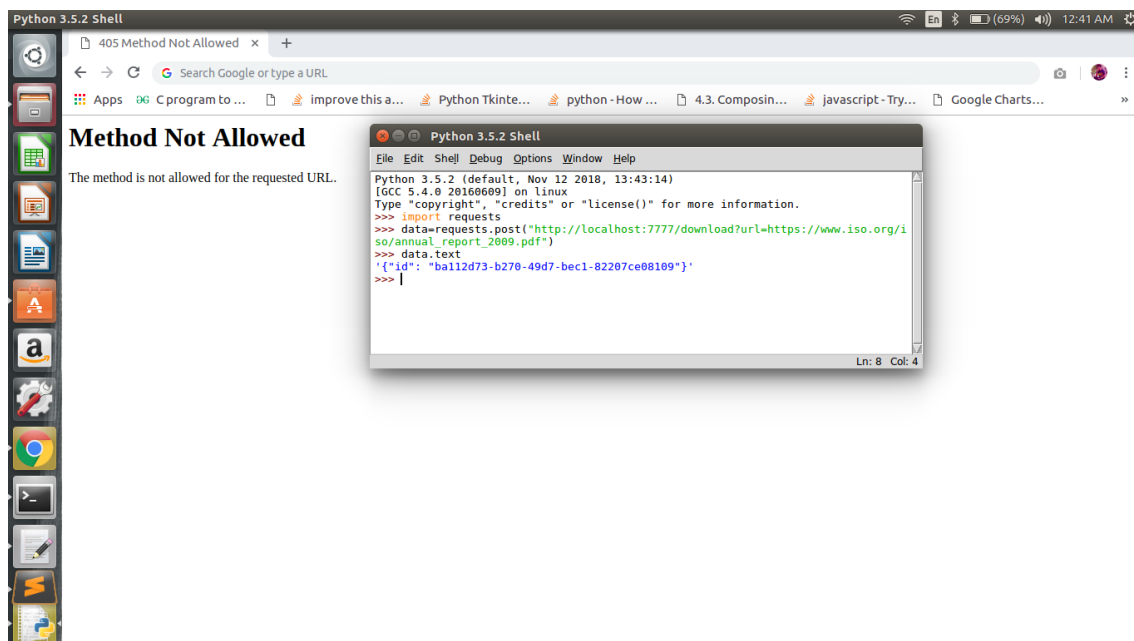 Python 3.5.2 Shell
En (69%) 12:41 AM
405 Method Not Allowed
Search Google or type a URL
Apps C program to ... improve this a... Python Tkinte... python - How ... 4.3. Composin... javascript - Try... Google Charts... »
Method Not Allowed
The method is not allowed for the requested URL.
Python 3.5.2 Shell
File Edit Shell Debug Options Window Help
Python 3.5.2 (default, Nov 12 2018, 13:43:14)
[GCC 5.4.0 20160609] on linux
Type "copyright", "credits" or "license()" for more information.
>>> import requests
>>> data=requests.post("http://localhost:7777/download?url=https://www.iso.org/i
so/annual_report_2009.pdf")
>>> data.text
'{"id": "ba112d73-b270-49d7-bec1-82207ce08109"}'
>>>
Ln: 8 Col: 4